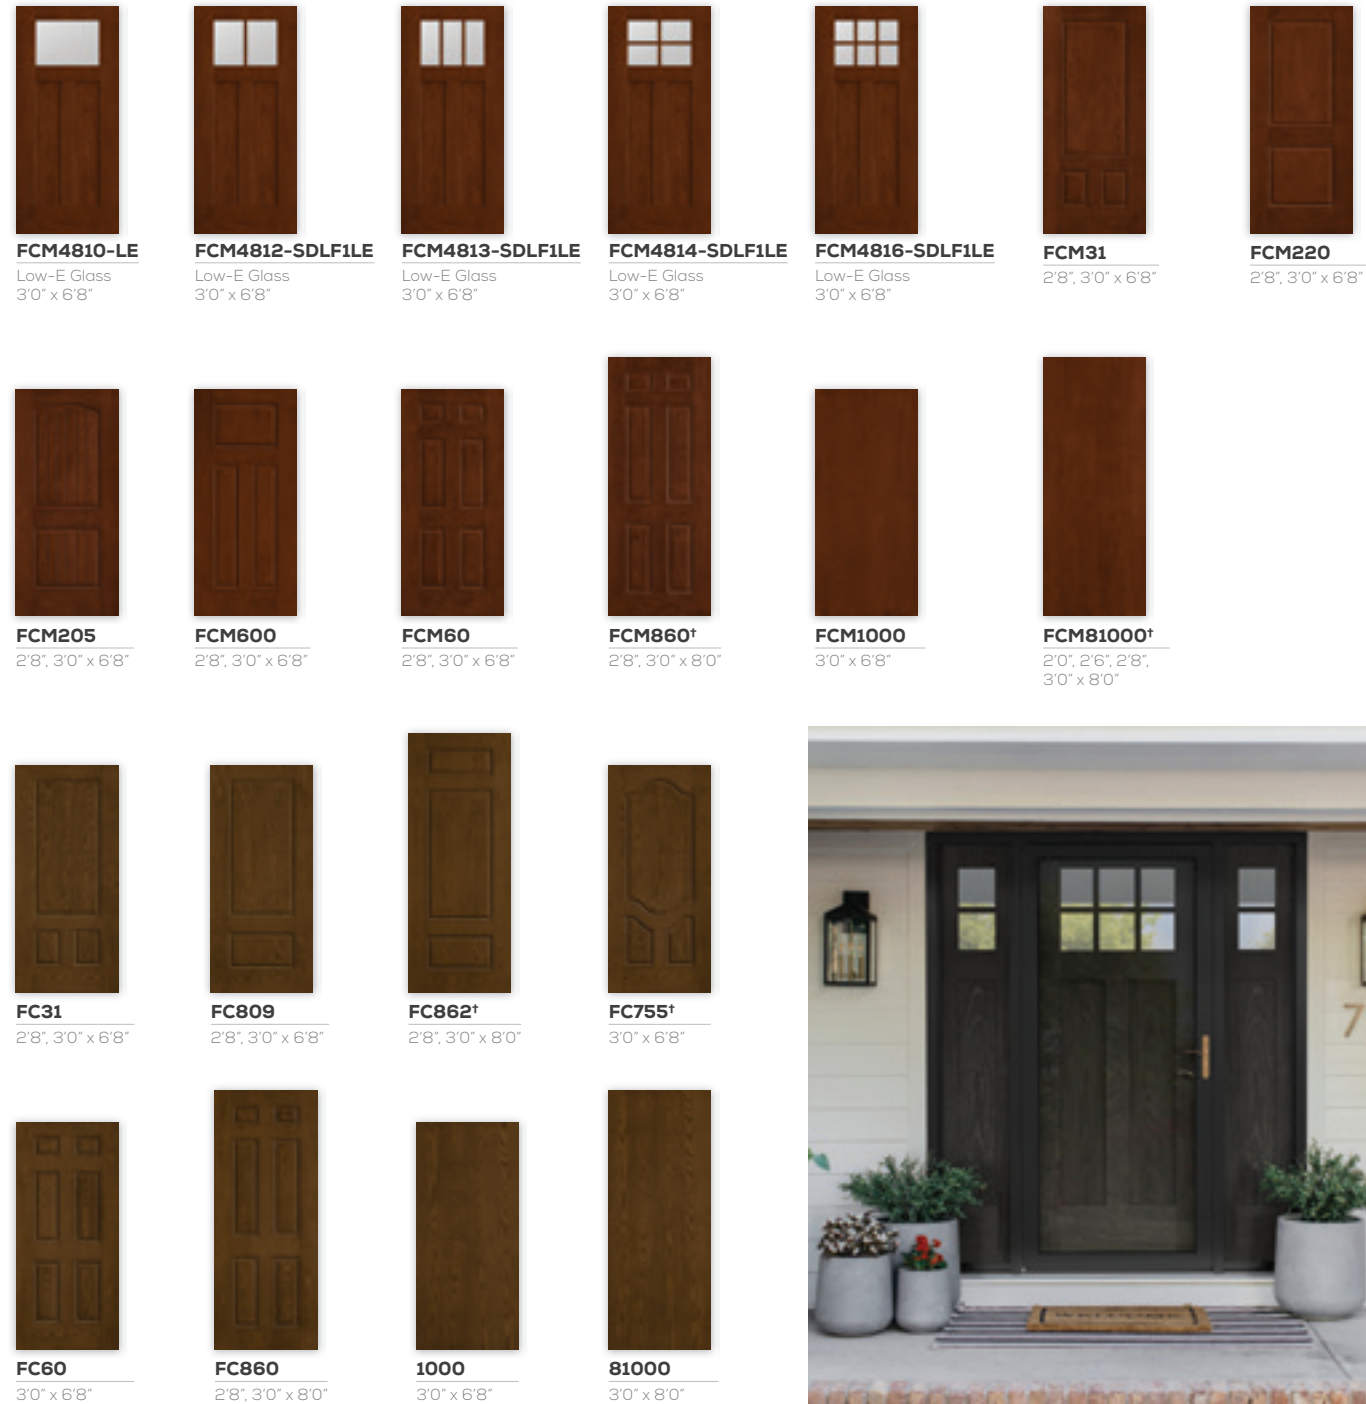 FCM4810-LE
Low-E Glass
3'0" x 6'8"
FCM4812-SDLF1LE
Low-E Glass
3'0" x 6'8"
FCM4813-SDLF1LE
Low-E Glass
3'0" x 6'8"
FCM4814-SDLF1LE
Low-E Glass
3'0" x 6'8"
FCM4816-SDLF1LE
Low-E Glass
3'0" x 6'8"
FCM31
2'8", 3'0" x 6'8"
FCM220
2'8", 3'0" x 6'8"
FCM205
2'8", 3'0" x 6'8"
FCM600
2'8", 3'0" x 6'8"
FCM60
2'8", 3'0" x 6'8"
FCM860†
2'8", 3'0" x 8'0"
FCM1000
3'0" x 6'8"
FCM81000†
2'0", 2'6", 2'8",
3'0" x 8'0"
FC31
2'8", 3'0" x 6'8"
FC809
2'8", 3'0" x 6'8"
FC862†
2'8", 3'0" x 8'0"
FC755†
3'0" x 6'8"
7
WELCOME
FC60
3'0" x 6'8"
FC860
2'8", 3'0" x 8'0"
1000
3'0" x 6'8"
81000
3'0" x 8'0"